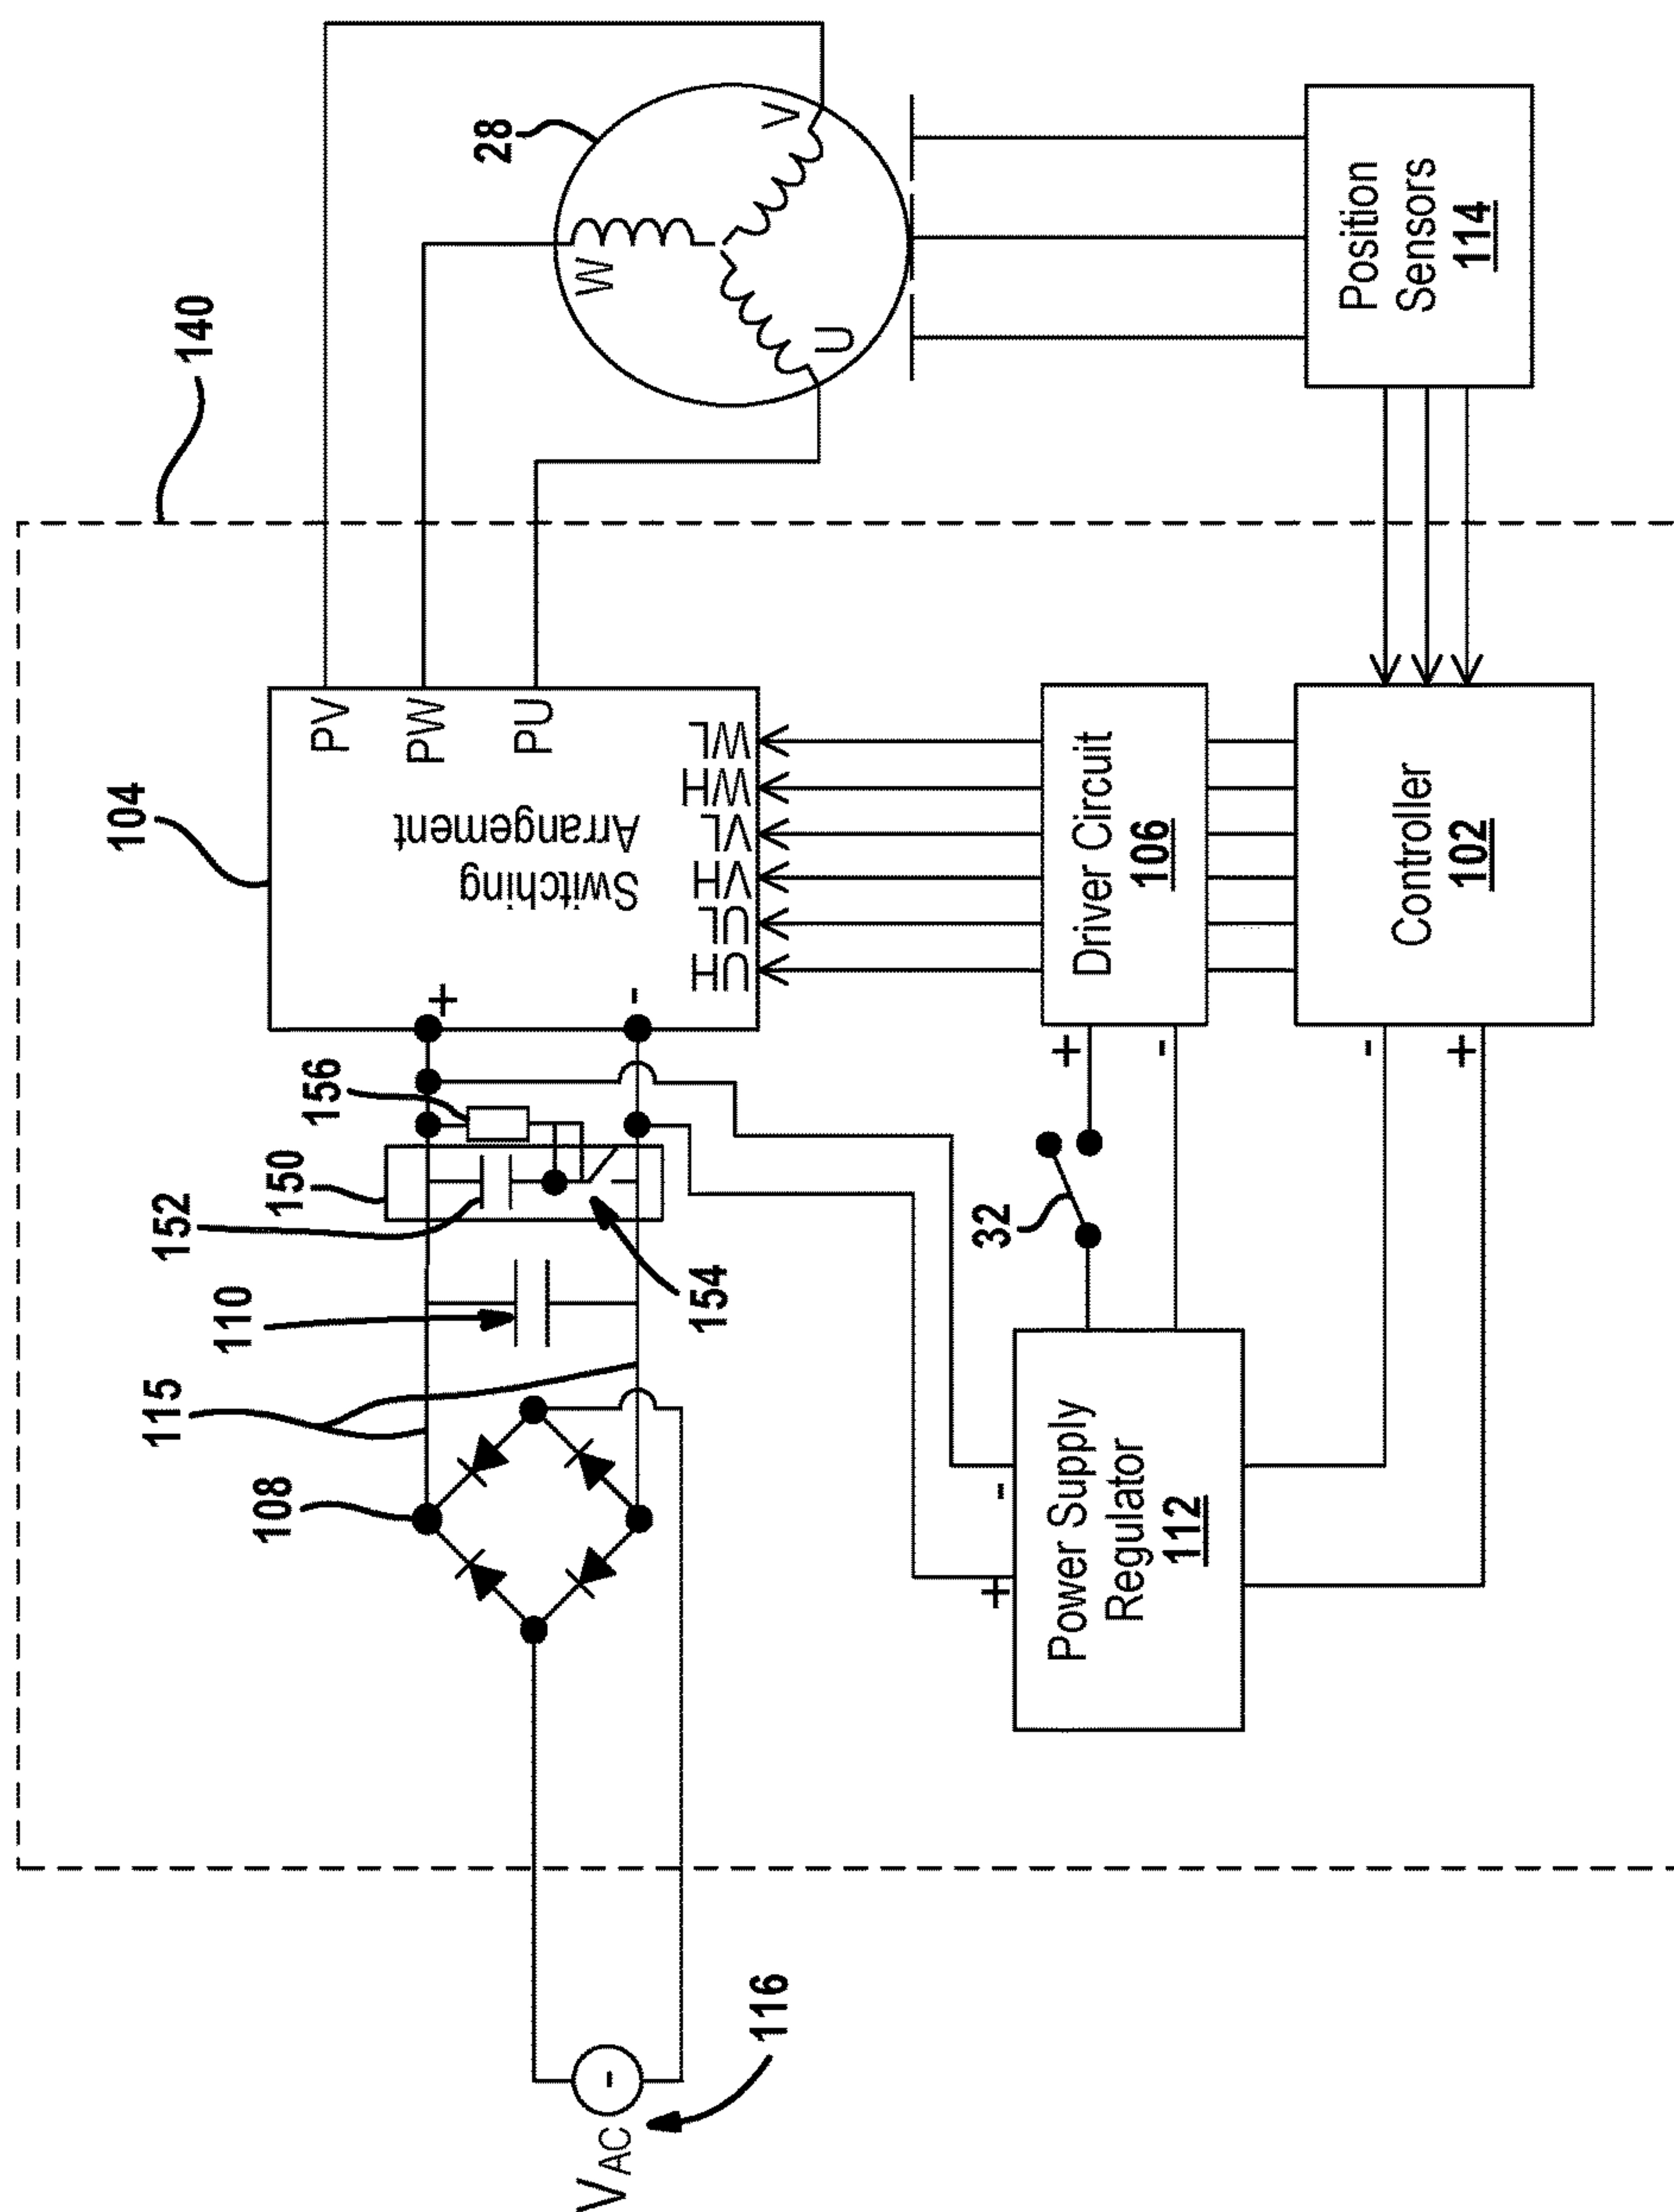 140
104
28
156
150
152
110
115
108
154
+
-
Switching
Arrangement
PV
PW
PU
UH
UL
VH
VL
WH
WL
W
V
U
VAC
-
116
32
+
-
Driver Circuit
106
-
+
Power Supply
Regulator
112
-
+
Controller
102
Position
Sensors
114